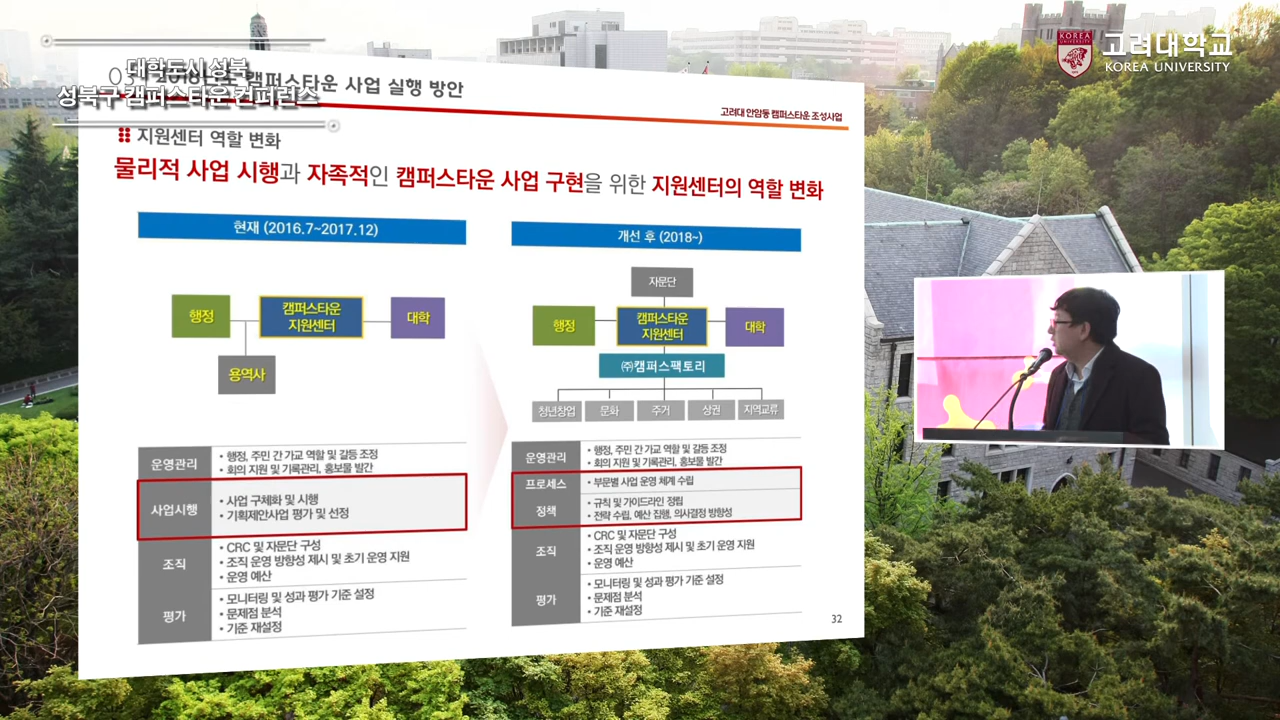 대학도시 성북
성북구 캠퍼스타운 컨퍼런스
캠퍼스타운 사업 실행 방안
고려대학교
KOREA UNIVERSITY
KOREA
고려대 안암동 캠퍼스타운 조성사업
지원센터 역할 변화
물리적 사업 시행과 자족적인 캠퍼스타운 사업 구현을 위한 지원센터의 역할 변화
현재 (2016.7~2017.12)
행정
캠퍼스타운
지원센터
대학
용역사
운영관리
• 행정, 주민 간 가교 역할 및 갈등 조정
• 회의 지원 및 기록관리, 홍보물 발간
사업시행
• 사업 구체화 및 시행
• 기획제안사업 평가 및 선정
조직
• CRC 및 자문단 구성
• 조직 운영 방향성 제시 및 초기 운영 지원
• 운영 예산
평가
• 모니터링 및 성과 평가 기준 설정
• 문제점 분석
• 기준 재설정
개선 후 (2018~)
자문단
행정
캠퍼스타운
지원센터
대학
㈜캠퍼스팩토리
청년창업 문화 주거 상권 지역교류
운영관리
• 행정, 주민 간 가교 역할 및 갈등 조정
• 회의 지원 및 기록관리, 홍보물 발간
프로세스
• 부문별 사업 운영 체계 수립
정책
• 규칙 및 가이드라인 정립
• 전략 수립, 예산 집행, 의사결정 방향성
조직
• CRC 및 자문단 구성
• 조직 운영 방향성 제시 및 초기 운영 지원
• 운영 예산
평가
• 모니터링 및 성과 평가 기준 설정
• 문제점 분석
• 기준 재설정
32